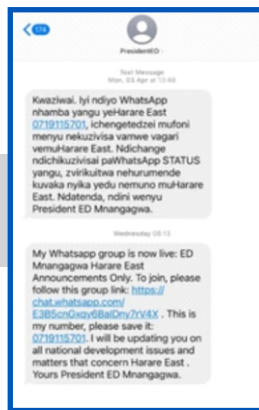 174
PresidentED
Text Message
Mon, 03 Apr at 13:48
Kwaziwai. Iyi ndiyo WhatsApp
nhamba yangu yeHarare East
0719115701, ichengetedzei mufoni
menyu nekuzivisa vamwe vagari
vemuHarare East. Ndichange
ndichikuzivisai paWhatsApp STATUS
yangu, zvirikuitwa nehurumende
kuvaka nyika yedu nemuno muHarare
East. Ndatenda, ndini wenyu
President ED Mnangagwa.
Wednesday 08:13
My Whatsapp group is now live: ED
Mnangagwa Harare East
Announcements Only. To join, please
follow this group link: https://
chat.whatsapp.com/
. This is
my number, please save it:
0719115701. I will be updating you on
all national development issues and
matters that concern Harare East .
Yours President ED Mnangagwa.